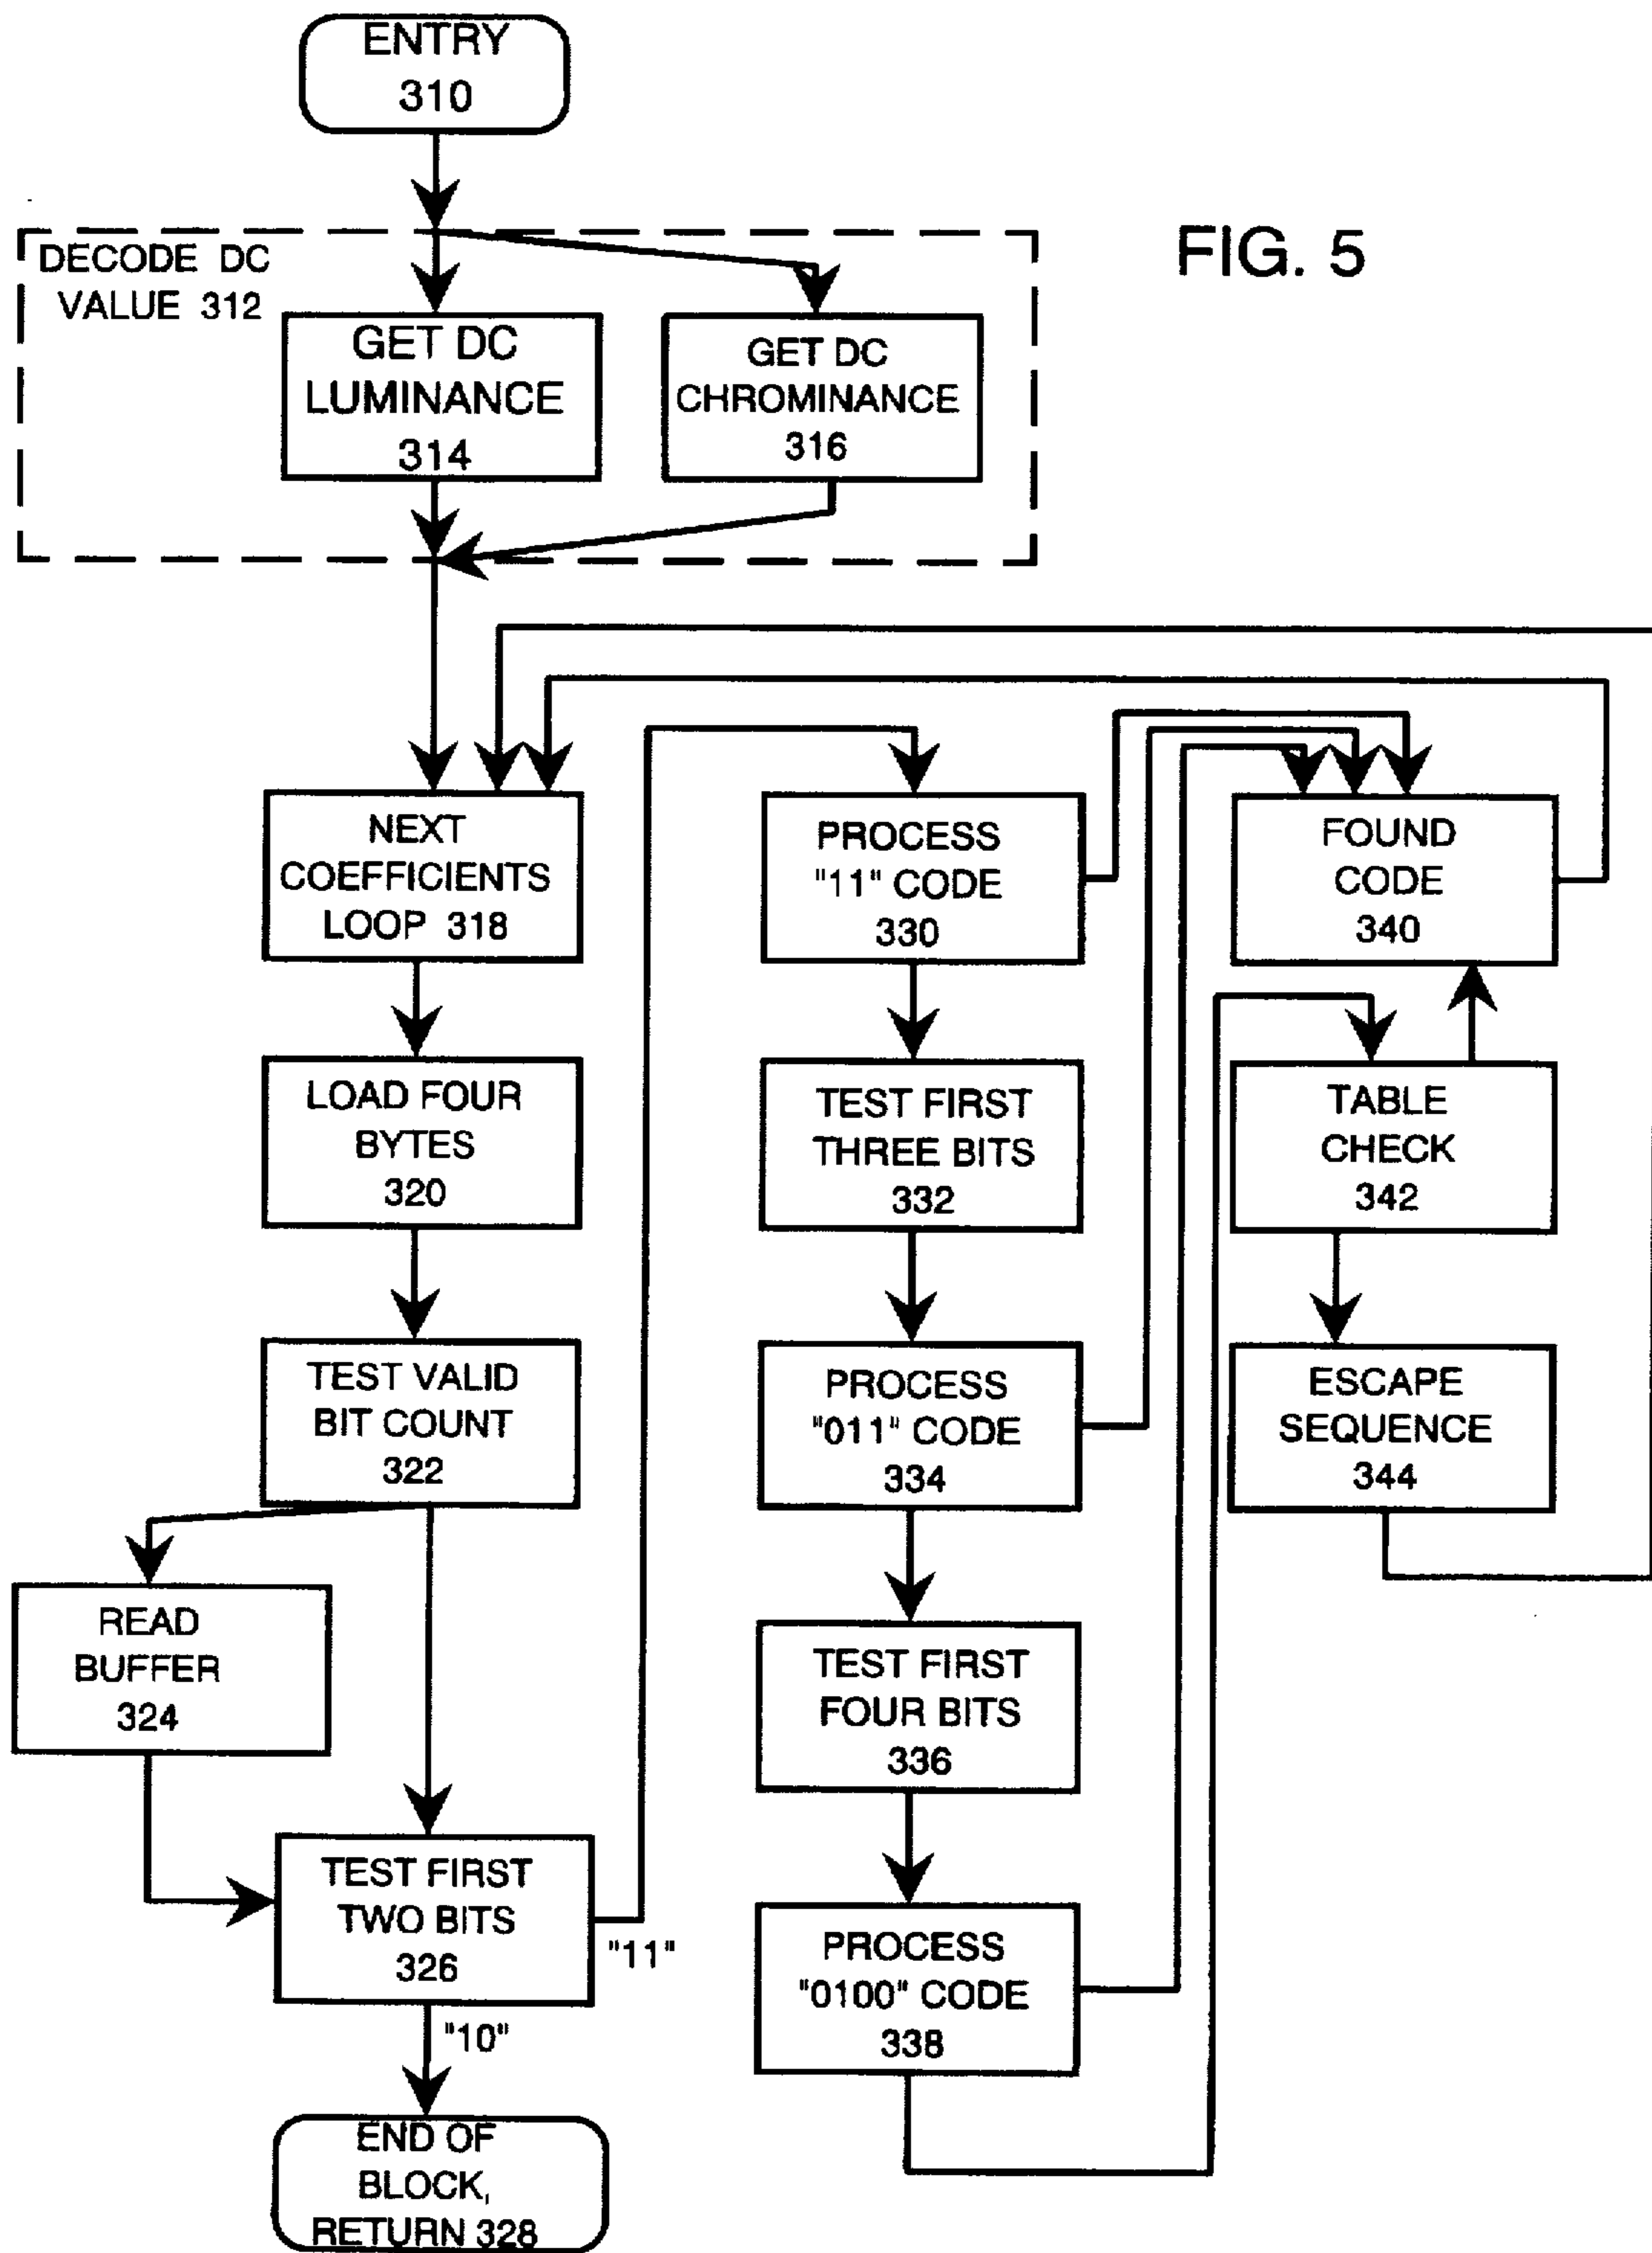 ENTRY
310
FIG. 5
DECODE DC
VALUE 312
GET DC
LUMINANCE
314
GET DC
CHROMINANCE
316
NEXT
COEFFICIENTS
LOOP 318
LOAD FOUR
BYTES
320
TEST VALID
BIT COUNT
322
READ
BUFFER
324
TEST FIRST
TWO BITS
326
"11"
"10"
END OF
BLOCK,
RETURN 328
PROCESS
"11" CODE
330
TEST FIRST
THREE BITS
332
PROCESS
"011" CODE
334
TEST FIRST
FOUR BITS
336
PROCESS
"0100" CODE
338
FOUND
CODE
340
TABLE
CHECK
342
ESCAPE
SEQUENCE
344